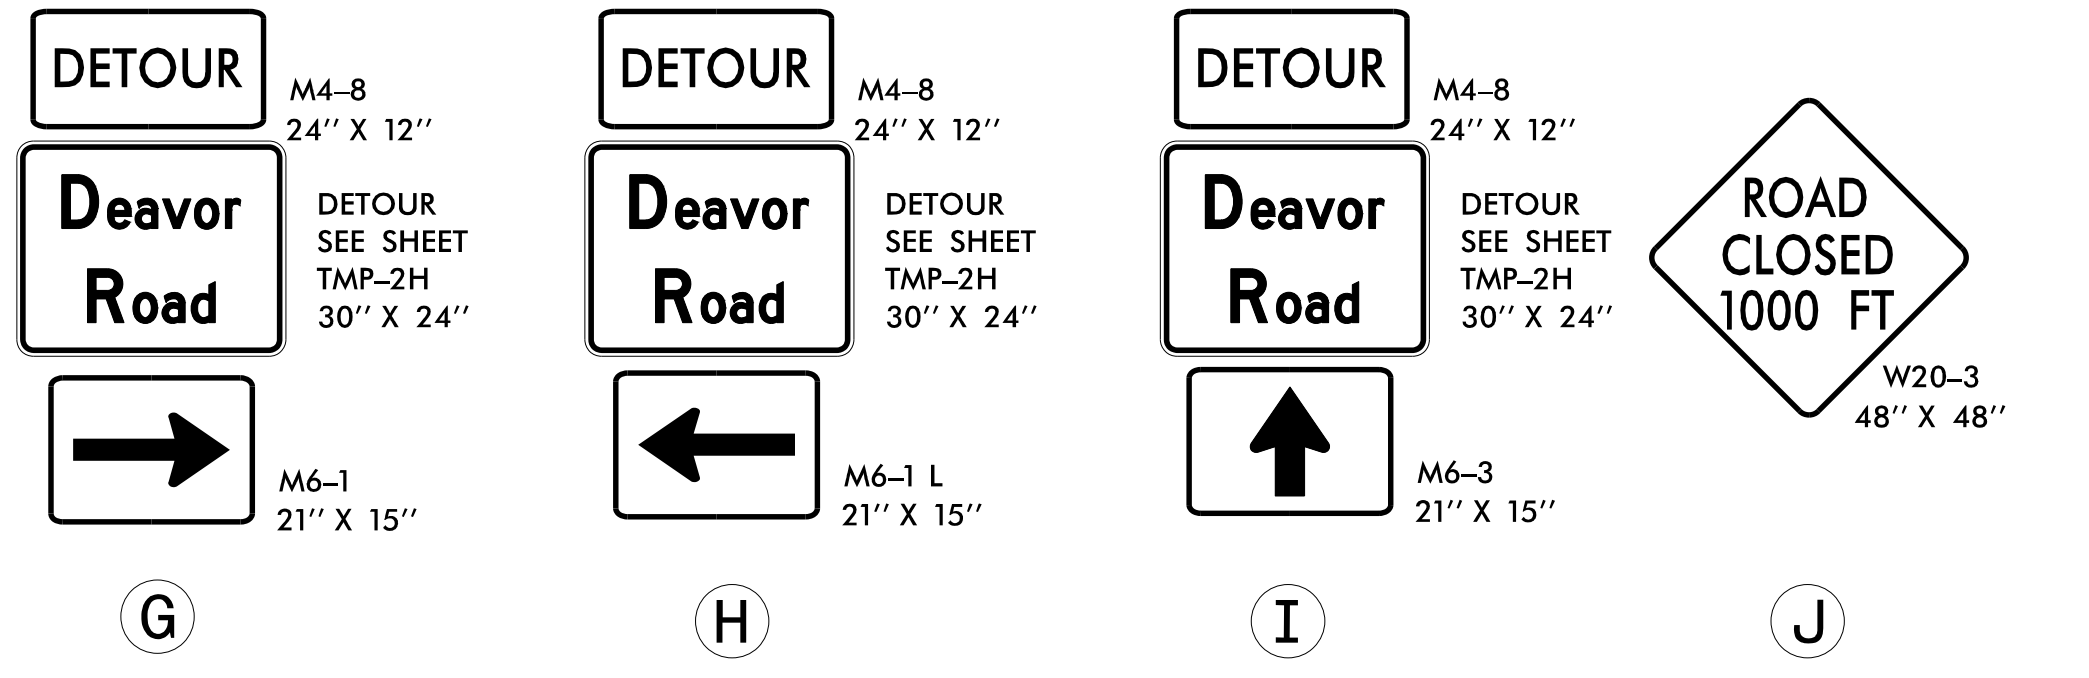 DETOUR
M4–8
24'' X 12''
Deavor
Road
DETOUR
SEE SHEET
TMP–2H
30'' X 24''
M6–1
21'' X 15''
G
DETOUR
M4–8
24'' X 12''
Deavor
Road
DETOUR
SEE SHEET
TMP–2H
30'' X 24''
M6–1 L
21'' X 15''
H
DETOUR
M4–8
24'' X 12''
Deavor
Road
DETOUR
SEE SHEET
TMP–2H
30'' X 24''
M6–3
21'' X 15''
I
ROAD
CLOSED
1000 FT
W20–3
48'' X 48''
J